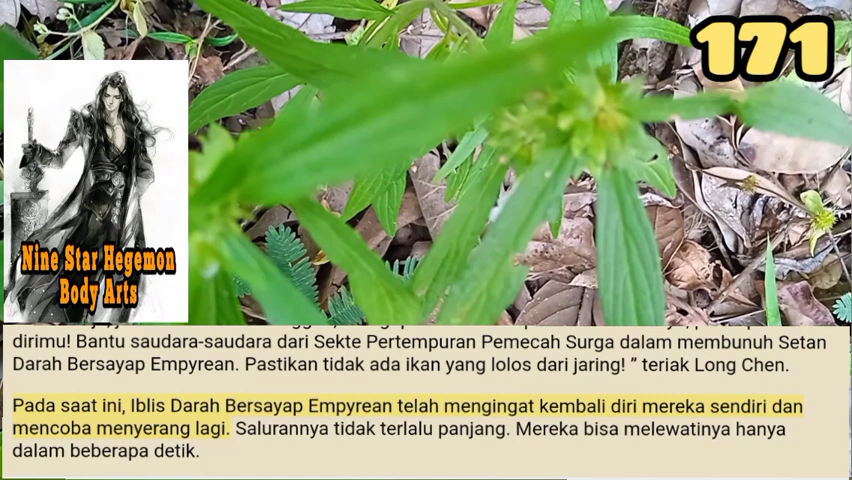 171
Nine Star Hegemon
Body Arts
dirimu! Bantu saudara-saudara dari Sekte Pertempuran Pemecah Surga dalam membunuh Setan
Darah Bersayap Empyrean. Pastikan tidak ada ikan yang lolos dari jaring! ” teriak Long Chen.
Pada saat ini, Iblis Darah Bersayap Empyrean telah mengingat kembali diri mereka sendiri dan
mencoba menyerang lagi. Salurannya tidak terlalu panjang. Mereka bisa melewatinya hanya
dalam beberapa detik.